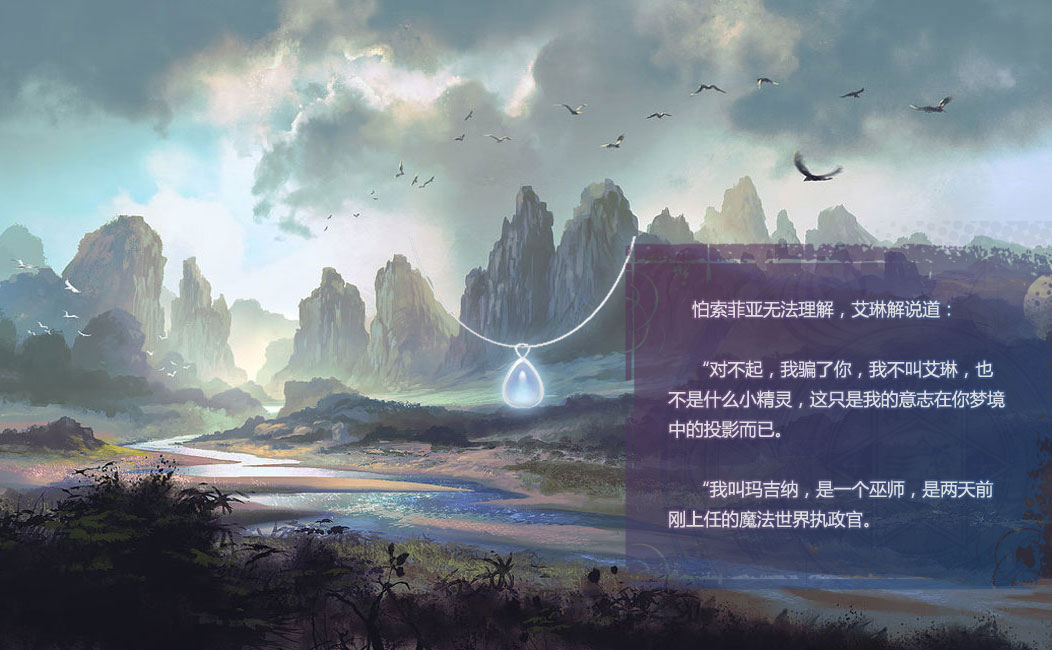 怕索菲亚无法理解，艾琳解说道：
“对不起，我骗了你，我不叫艾琳，也
不是什么小精灵，这只是我的意志在你梦境
中的投影而已。
“我叫玛吉纳，是一个巫师，是两天前
刚上任的魔法世界执政官。